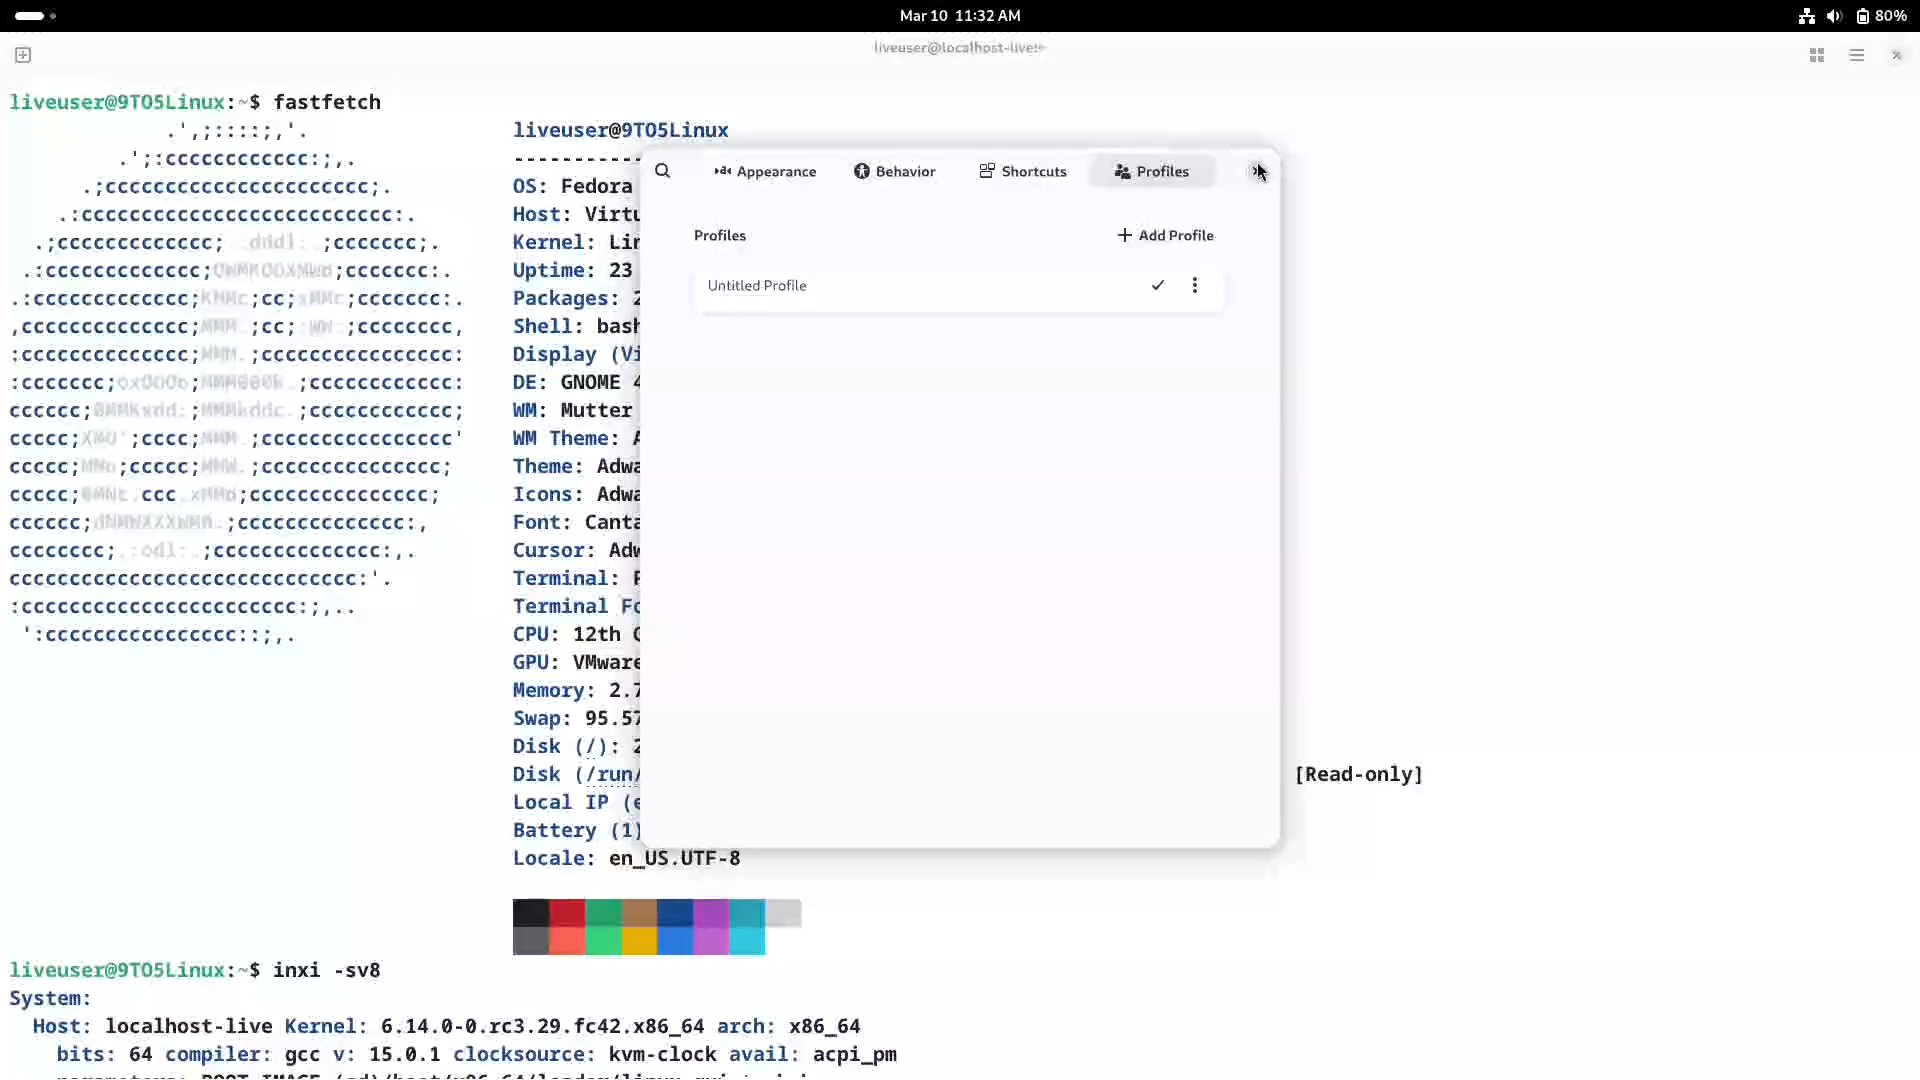 Mar 10 11:32 AM
80%
liveuser@localhost-live:~
liveuser@9TO5Linux:~$ fastfetch
liveuser@9TO5Linux
OS: Fedora
Host: Virtu
Kernel: Lin
Uptime: 23
Packages: 2
Shell: bash
Display (Vi
DE: GNOME 4
WM: Mutter
WM Theme: A
Theme: Adwa
Icons: Adwa
Font: Canta
Cursor: Adw
Terminal: P
Terminal Fo
CPU: 12th G
GPU: VMware
Memory: 2.7
Swap: 95.57
Disk (/): 2
Disk (/run/ [Read-only]
Local IP (e
Battery (1)
Locale: en_US.UTF-8
Appearance Behavior Shortcuts Profiles
Profiles + Add Profile
Untitled Profile
liveuser@9TO5Linux:~$ inxi -sv8
System:
Host: localhost-live Kernel: 6.14.0-0.rc3.29.fc42.x86_64 arch: x86_64
bits: 64 compiler: gcc v: 15.0.1 clocksource: kvm-clock avail: acpi_pm